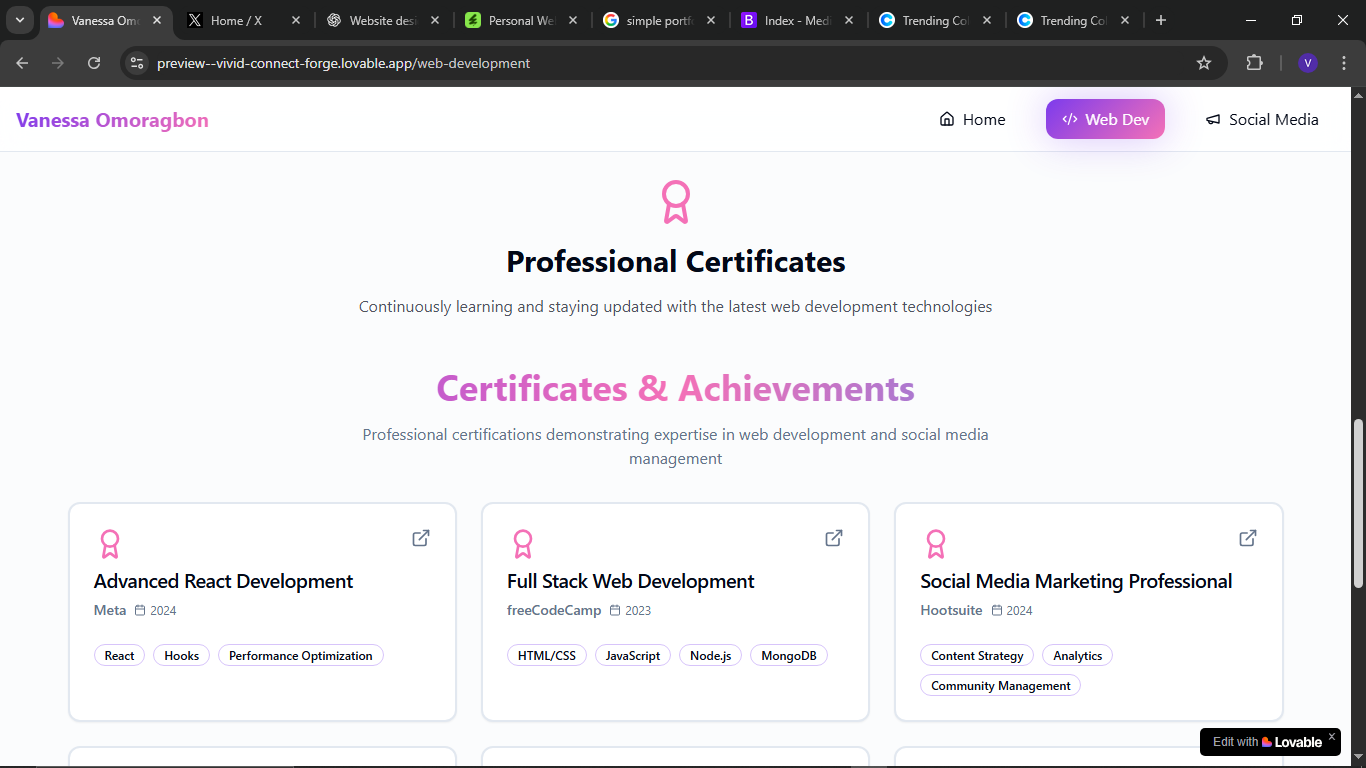 Vanessa Omo
Home / X
Website desi
Personal Wel
simple portfo
Index - Medi
Trending Col
Trending Col
preview--vivid-connect-forge.lovable.app/web-development
V
Vanessa Omoragbon
Home
Web Dev
Social Media
Professional Certificates
Continuously learning and staying updated with the latest web development technologies
Certificates & Achievements
Professional certifications demonstrating expertise in web development and social media
management
Advanced React Development
Meta 2024
React Hooks Performance Optimization
Full Stack Web Development
freeCodeCamp 2023
HTML/CSS JavaScript Node.js MongoDB
Social Media Marketing Professional
Hootsuite 2024
Content Strategy Analytics
Community Management
Edit with Lovable